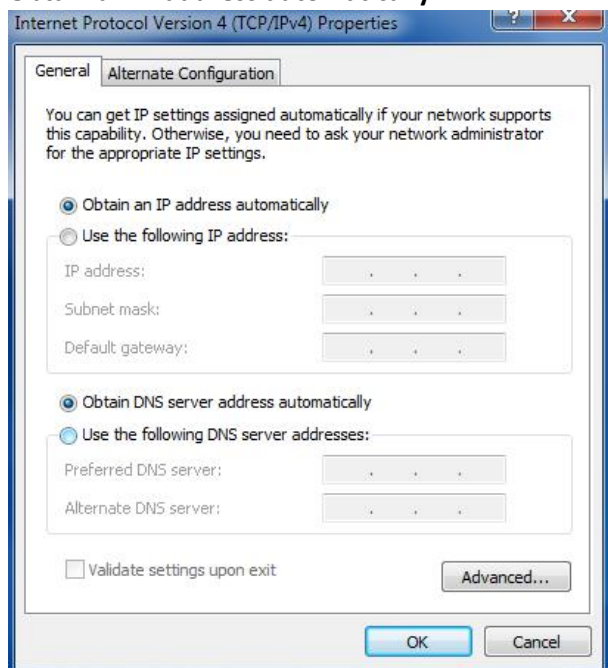 Internet Protocol Version 4 (TCP/IPv4) Properties
General
Alternate Configuration
You can get IP settings assigned automatically if your network supports
this capability. Otherwise, you need to ask your network administrator
for the appropriate IP settings.
Obtain an IP address automatically
Use the following IP address:
IP address:
Subnet mask:
Default gateway:
Obtain DNS server address automatically
Use the following DNS server addresses:
Preferred DNS server:
Alternate DNS server:
Validate settings upon exit
Advanced...
OK
Cancel